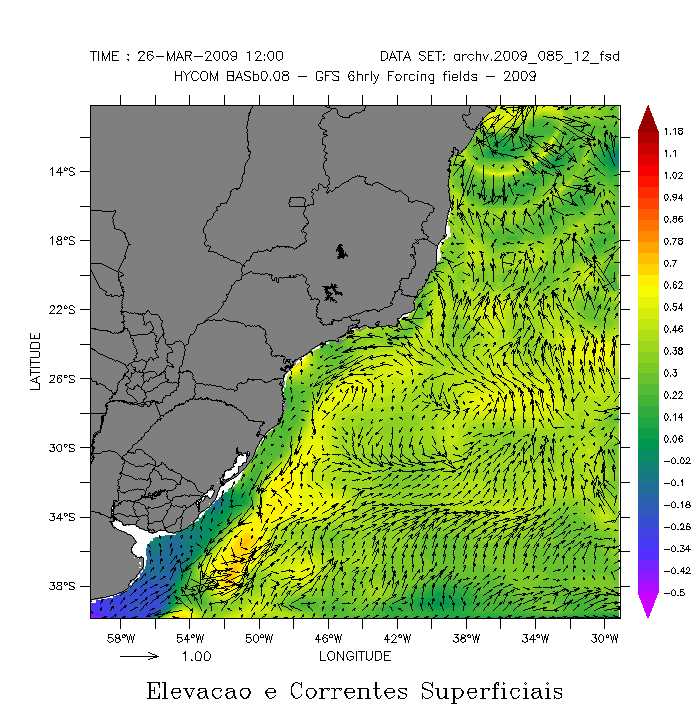 TIME : 26-MAR-2009 12:00 DATA SET: archv.2009_085_12_fsd
HYCOM BASb0.08 - GFS 6hrly Forcing fields - 2009
1.18
1.1
1.02
0.94
0.86
0.78
0.7
0.62
0.54
0.46
0.38
0.3
0.22
0.14
0.06
-0.02
-0.1
-0.18
-0.26
-0.34
-0.42
-0.5
14°S
18°S
22°S
26°S
30°S
34°S
38°S
LATITUDE
58°W 54°W 50°W 46°W 42°W 38°W 34°W 30°W
1.00 LONGITUDE
Elevacao e Correntes Superficiais